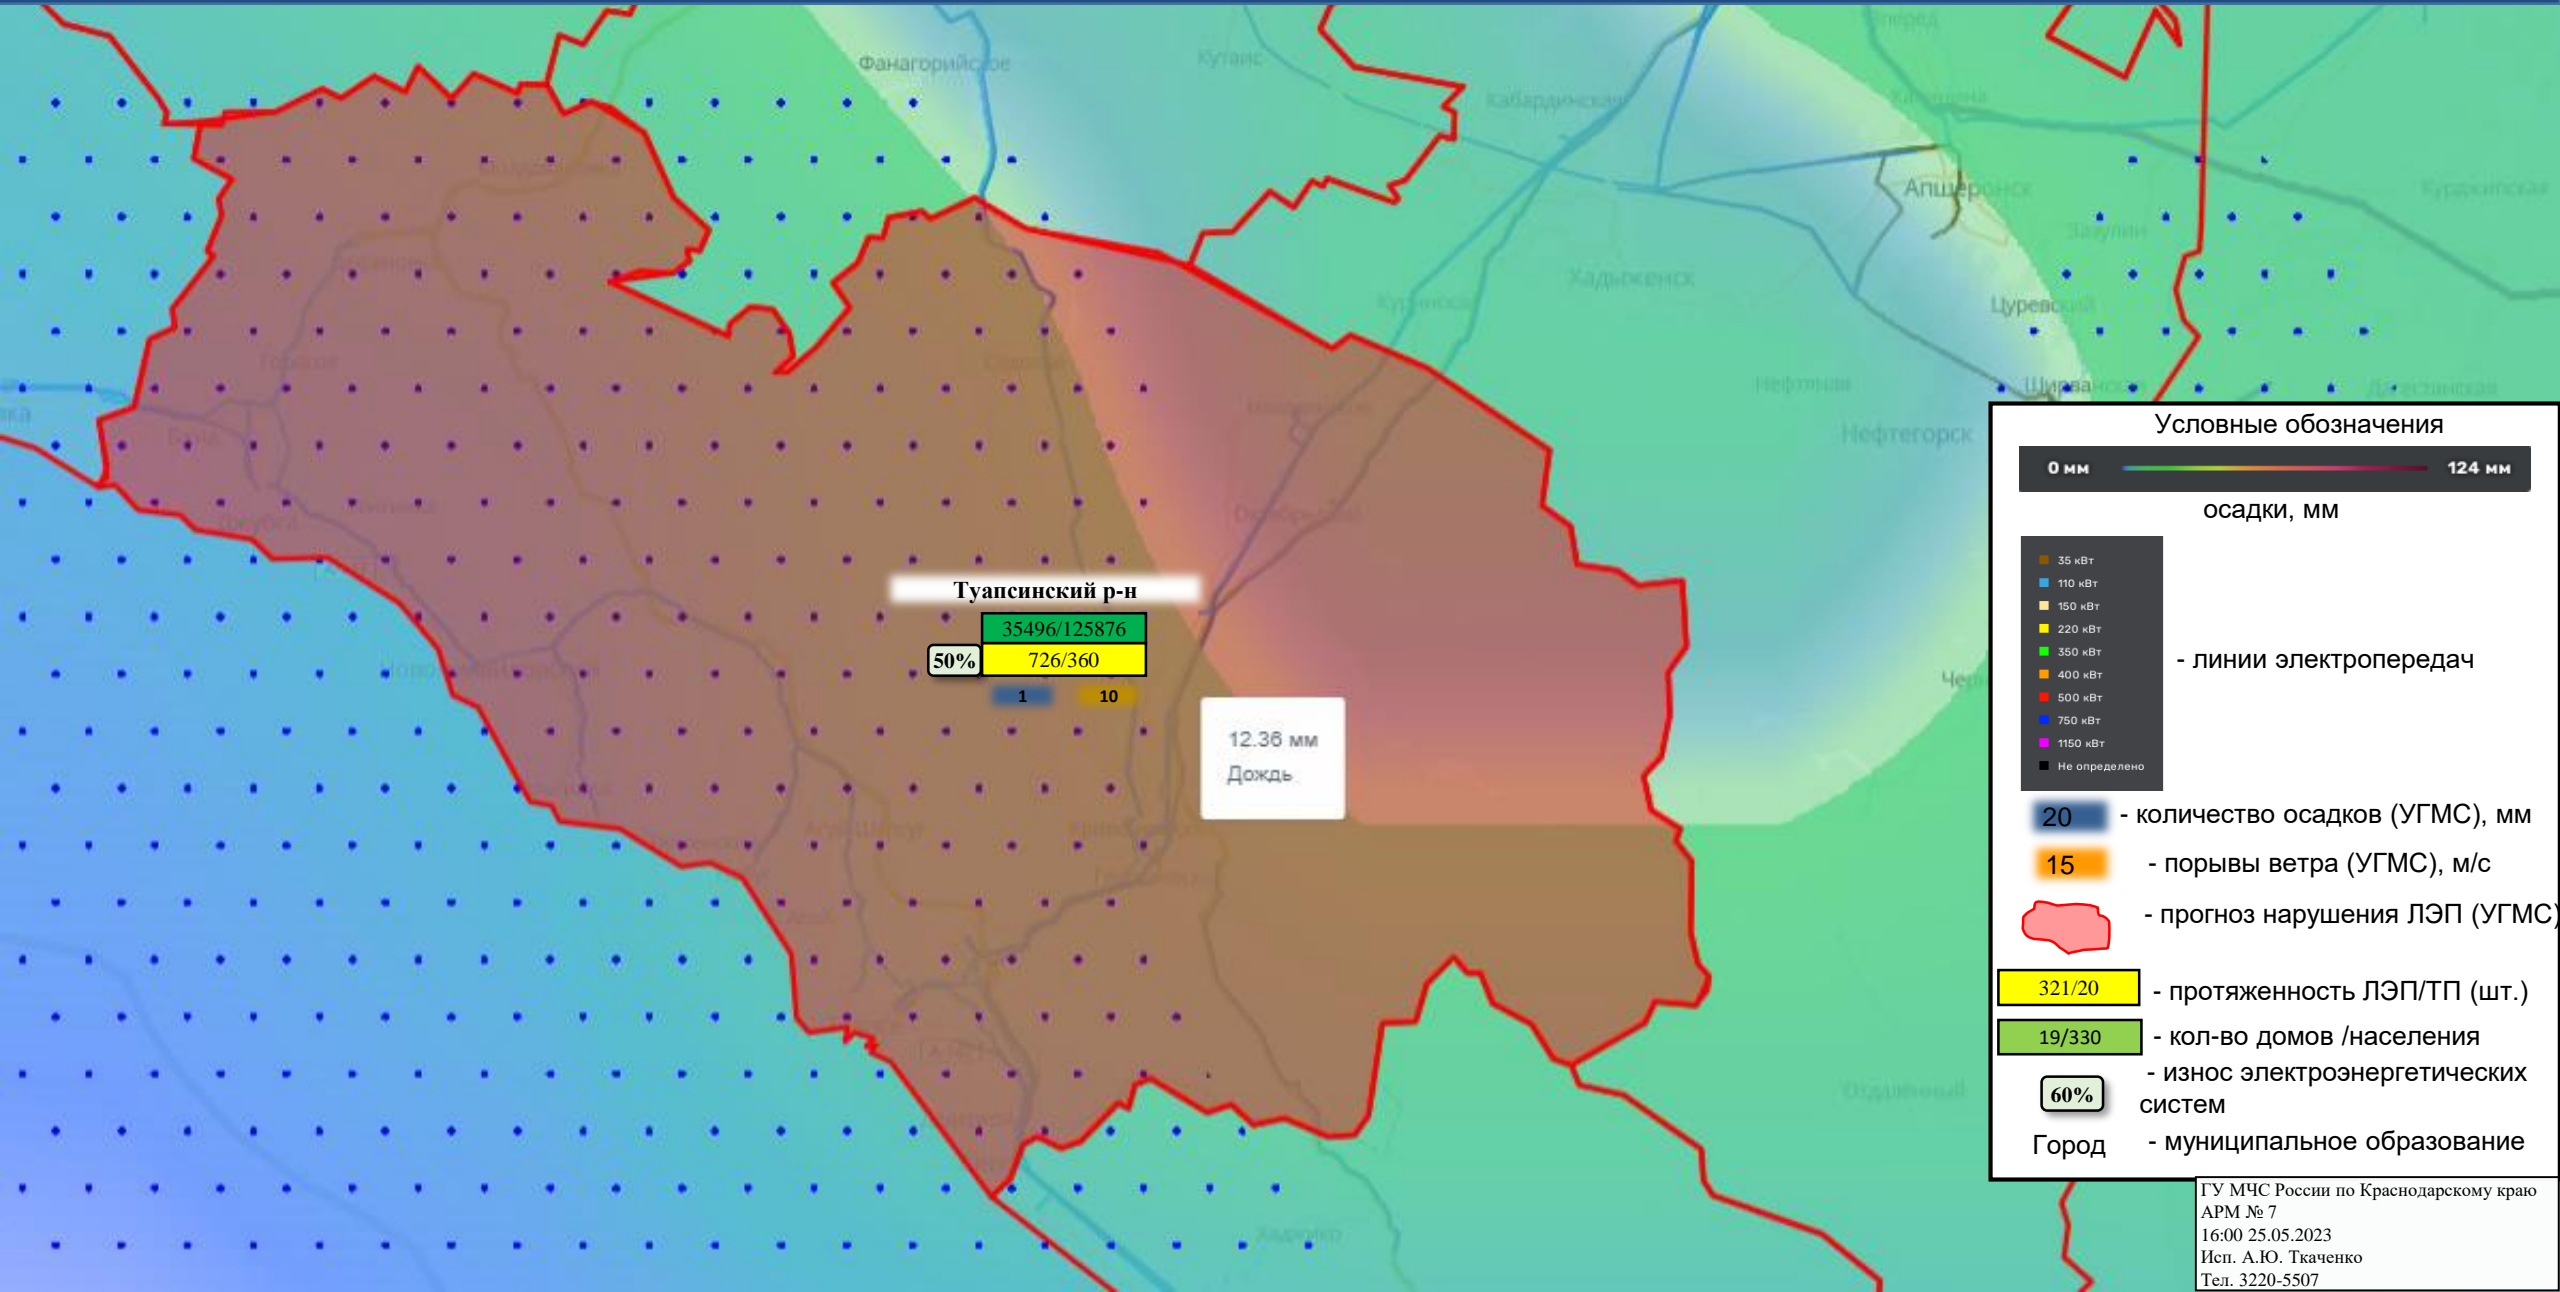 Фанагорийское
Кутаис
Кабардинская
Апшеронск
Курджипская
Хадыженск
Цуревский
Нефтяная
Ширванская
Дагестанская
Нефтегорск
Туапсинский р-н
35496/125876
50%
726/360
1
10
12.36 мм
Дождь
Отдалённый
Хаджико
Условные обозначения
0 мм
124 мм
осадки, мм
35 кВт
110 кВт
150 кВт
220 кВт
350 кВт
400 кВт
500 кВт
750 кВт
1150 кВт
Не определено
- линии электропередач
20 - количество осадков (УГМС), мм
15 - порывы ветра (УГМС), м/с
- прогноз нарушения ЛЭП (УГМС)
321/20 - протяженность ЛЭП/ТП (шт.)
19/330 - кол-во домов /населения
60% - износ электроэнергетических
систем
Город - муниципальное образование
ГУ МЧС России по Краснодарскому краю
АРМ № 7
16:00 25.05.2023
Исп. А.Ю. Ткаченко
Тел. 3220-5507